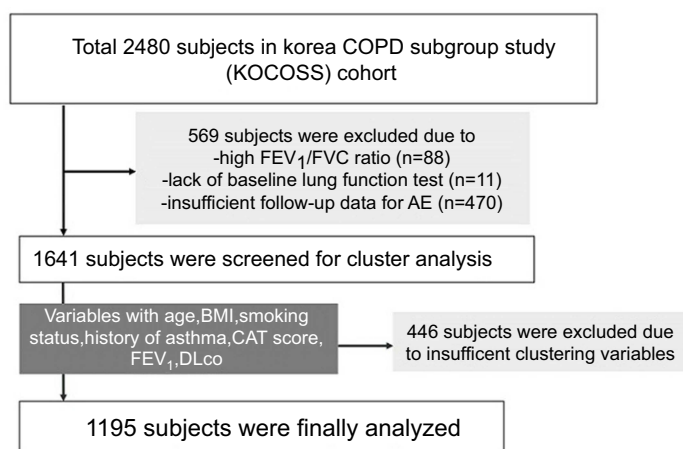 Total 2480 subjects in korea COPD subgroup study
(KOCOSS) cohort
569 subjects were excluded due to
-high FEV1/FVC ratio (n=88)
-lack of baseline lung function test (n=11)
-insufficient follow-up data for AE (n=470)
1641 subjects were screened for cluster analysis
Variables with age,BMI,smoking
status,history of asthma,CAT score,
FEV1,DLco
446 subjects were excluded due
to insufficent clustering variables
1195 subjects were finally analyzed